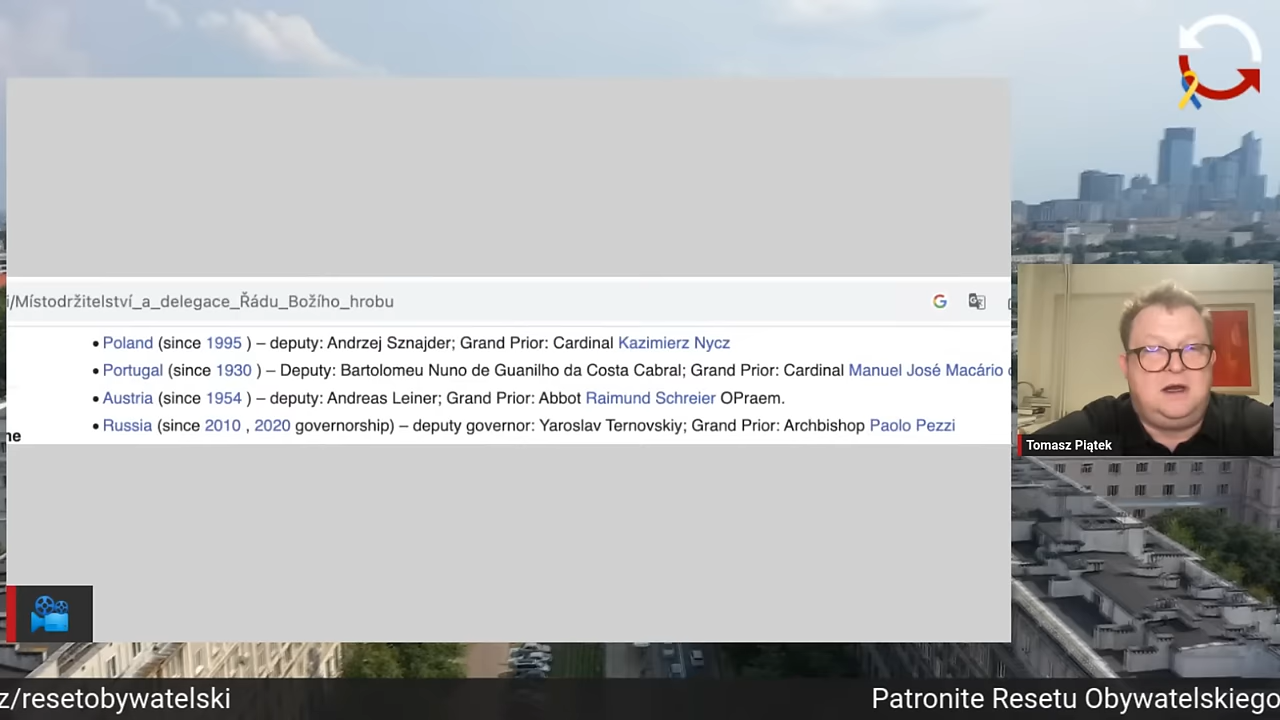 i/Místodržitelství_a_delegace_Řádu_Božího_hrobu
• Poland (since 1995 ) – deputy: Andrzej Sznajder; Grand Prior: Cardinal Kazimierz Nycz
• Portugal (since 1930 ) – Deputy: Bartolomeu Nuno de Guanilho da Costa Cabral; Grand Prior: Cardinal Manuel José Macário
• Austria (since 1954 ) – deputy: Andreas Leiner; Grand Prior: Abbot Raimund Schreier OPraem.
• Russia (since 2010 , 2020 governorship) – deputy governor: Yaroslav Ternovskiy; Grand Prior: Archbishop Paolo Pezzi
ne
Tomasz Piątek
z/resetobywatelski
Patronite Resetu Obywatelskiego